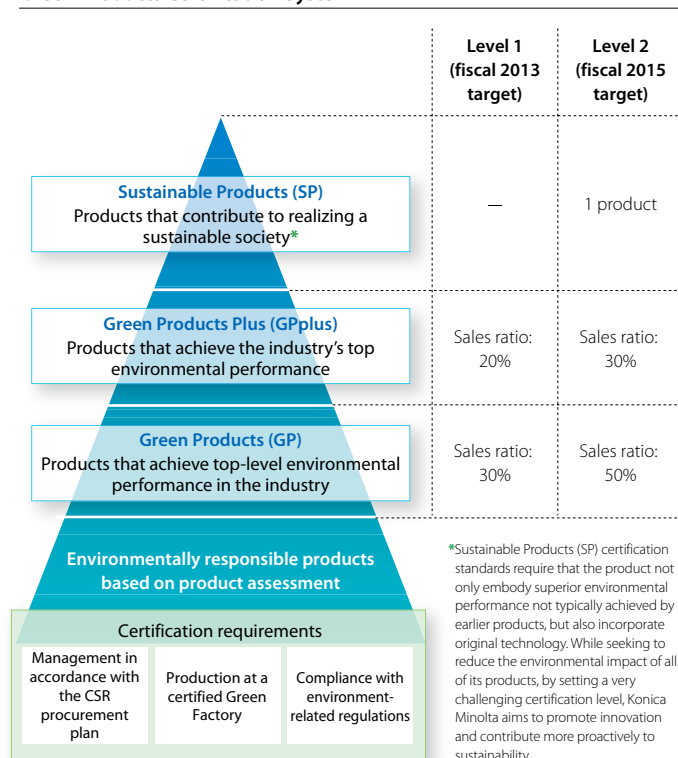 Level 1
(fiscal 2013
target)
Level 2
(fiscal 2015
target)
Sustainable Products (SP)
Products that contribute to realizing a
sustainable society*
—
1 product
Green Products Plus (GPplus)
Products that achieve the industry's top
environmental performance
Sales ratio:
20%
Sales ratio:
30%
Green Products (GP)
Products that achieve top-level environmental
performance in the industry
Sales ratio:
30%
Sales ratio:
50%
Environmentally responsible products
based on product assessment
Certification requirements
Management in
accordance with
the CSR
procurement
plan
Production at a
certified Green
Factory
Compliance with
environment-
related regulations
*Sustainable Products (SP) certification
standards require that the product not
only embody superior environmental
performance not typically achieved by
earlier products, but also incorporate
original technology. While seeking to
reduce the environmental impact of all
of its products, by setting a very
challenging certification level, Konica
Minolta aims to promote innovation
and contribute more proactively to
sustainability.